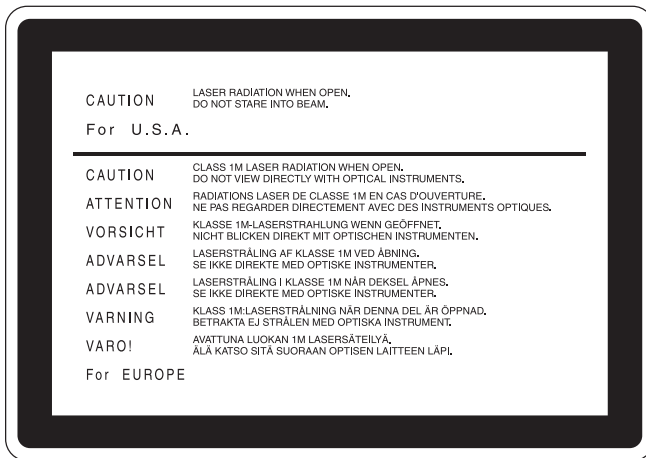 CAUTION LASER RADIATION WHEN OPEN.
DO NOT STARE INTO BEAM.
For U.S.A.
CAUTION CLASS 1M LASER RADIATION WHEN OPEN.
DO NOT VIEW DIRECTLY WITH OPTICAL INSTRUMENTS.
ATTENTION RADIATIONS LASER DE CLASSE 1M EN CAS D'OUVERTURE.
NE PAS REGARDER DIRECTEMENT AVEC DES INSTRUMENTS OPTIQUES.
VORSICHT KLASSE 1M-LASERSTRAHLUNG WENN GEÖFFNET.
NICHT BLICKEN DIREKT MIT OPTISCHEN INSTRUMENTEN.
ADVARSEL LASERSTRÅLING AF KLASSE 1M VED ÅBNING.
SE IKKE DIREKTE MED OPTISKE INSTRUMENTER.
ADVARSEL LASERSTRÅLING I KLASSE 1M NÅR DEKSEL ÅPNES.
SE IKKE DIREKTE MED OPTISKE INSTRUMENTER.
VARNING KLASS 1M:LASERSTRÅLNING NÄR DENNA DEL ÄR ÖPPNAD.
BETRAKTA EJ STRÅLEN MED OPTISKA INSTRUMENT.
VARO! AVATTUNA LUOKAN 1M LASERSÄTEILYÄ.
ÄLÄ KATSO SITÄ SUORAAN OPTISEN LAITTEEN LÄPI.
For EUROPE